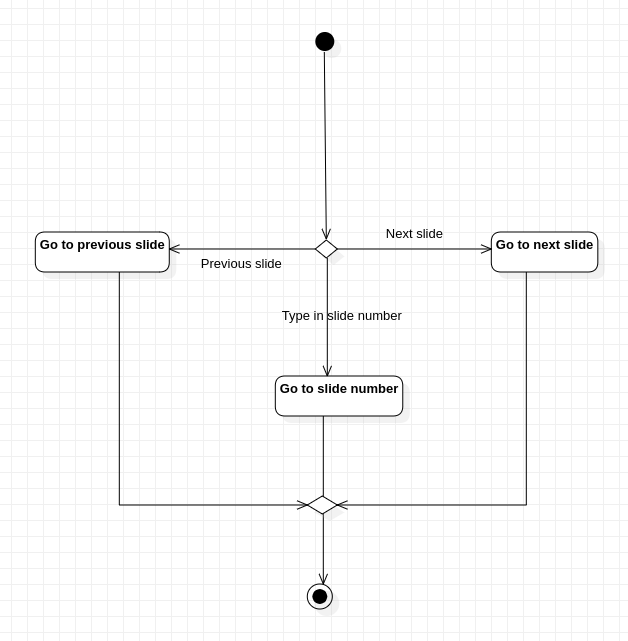 Next slide
Go to previous slide
Go to next slide
Previous slide
Type in slide number
Go to slide number